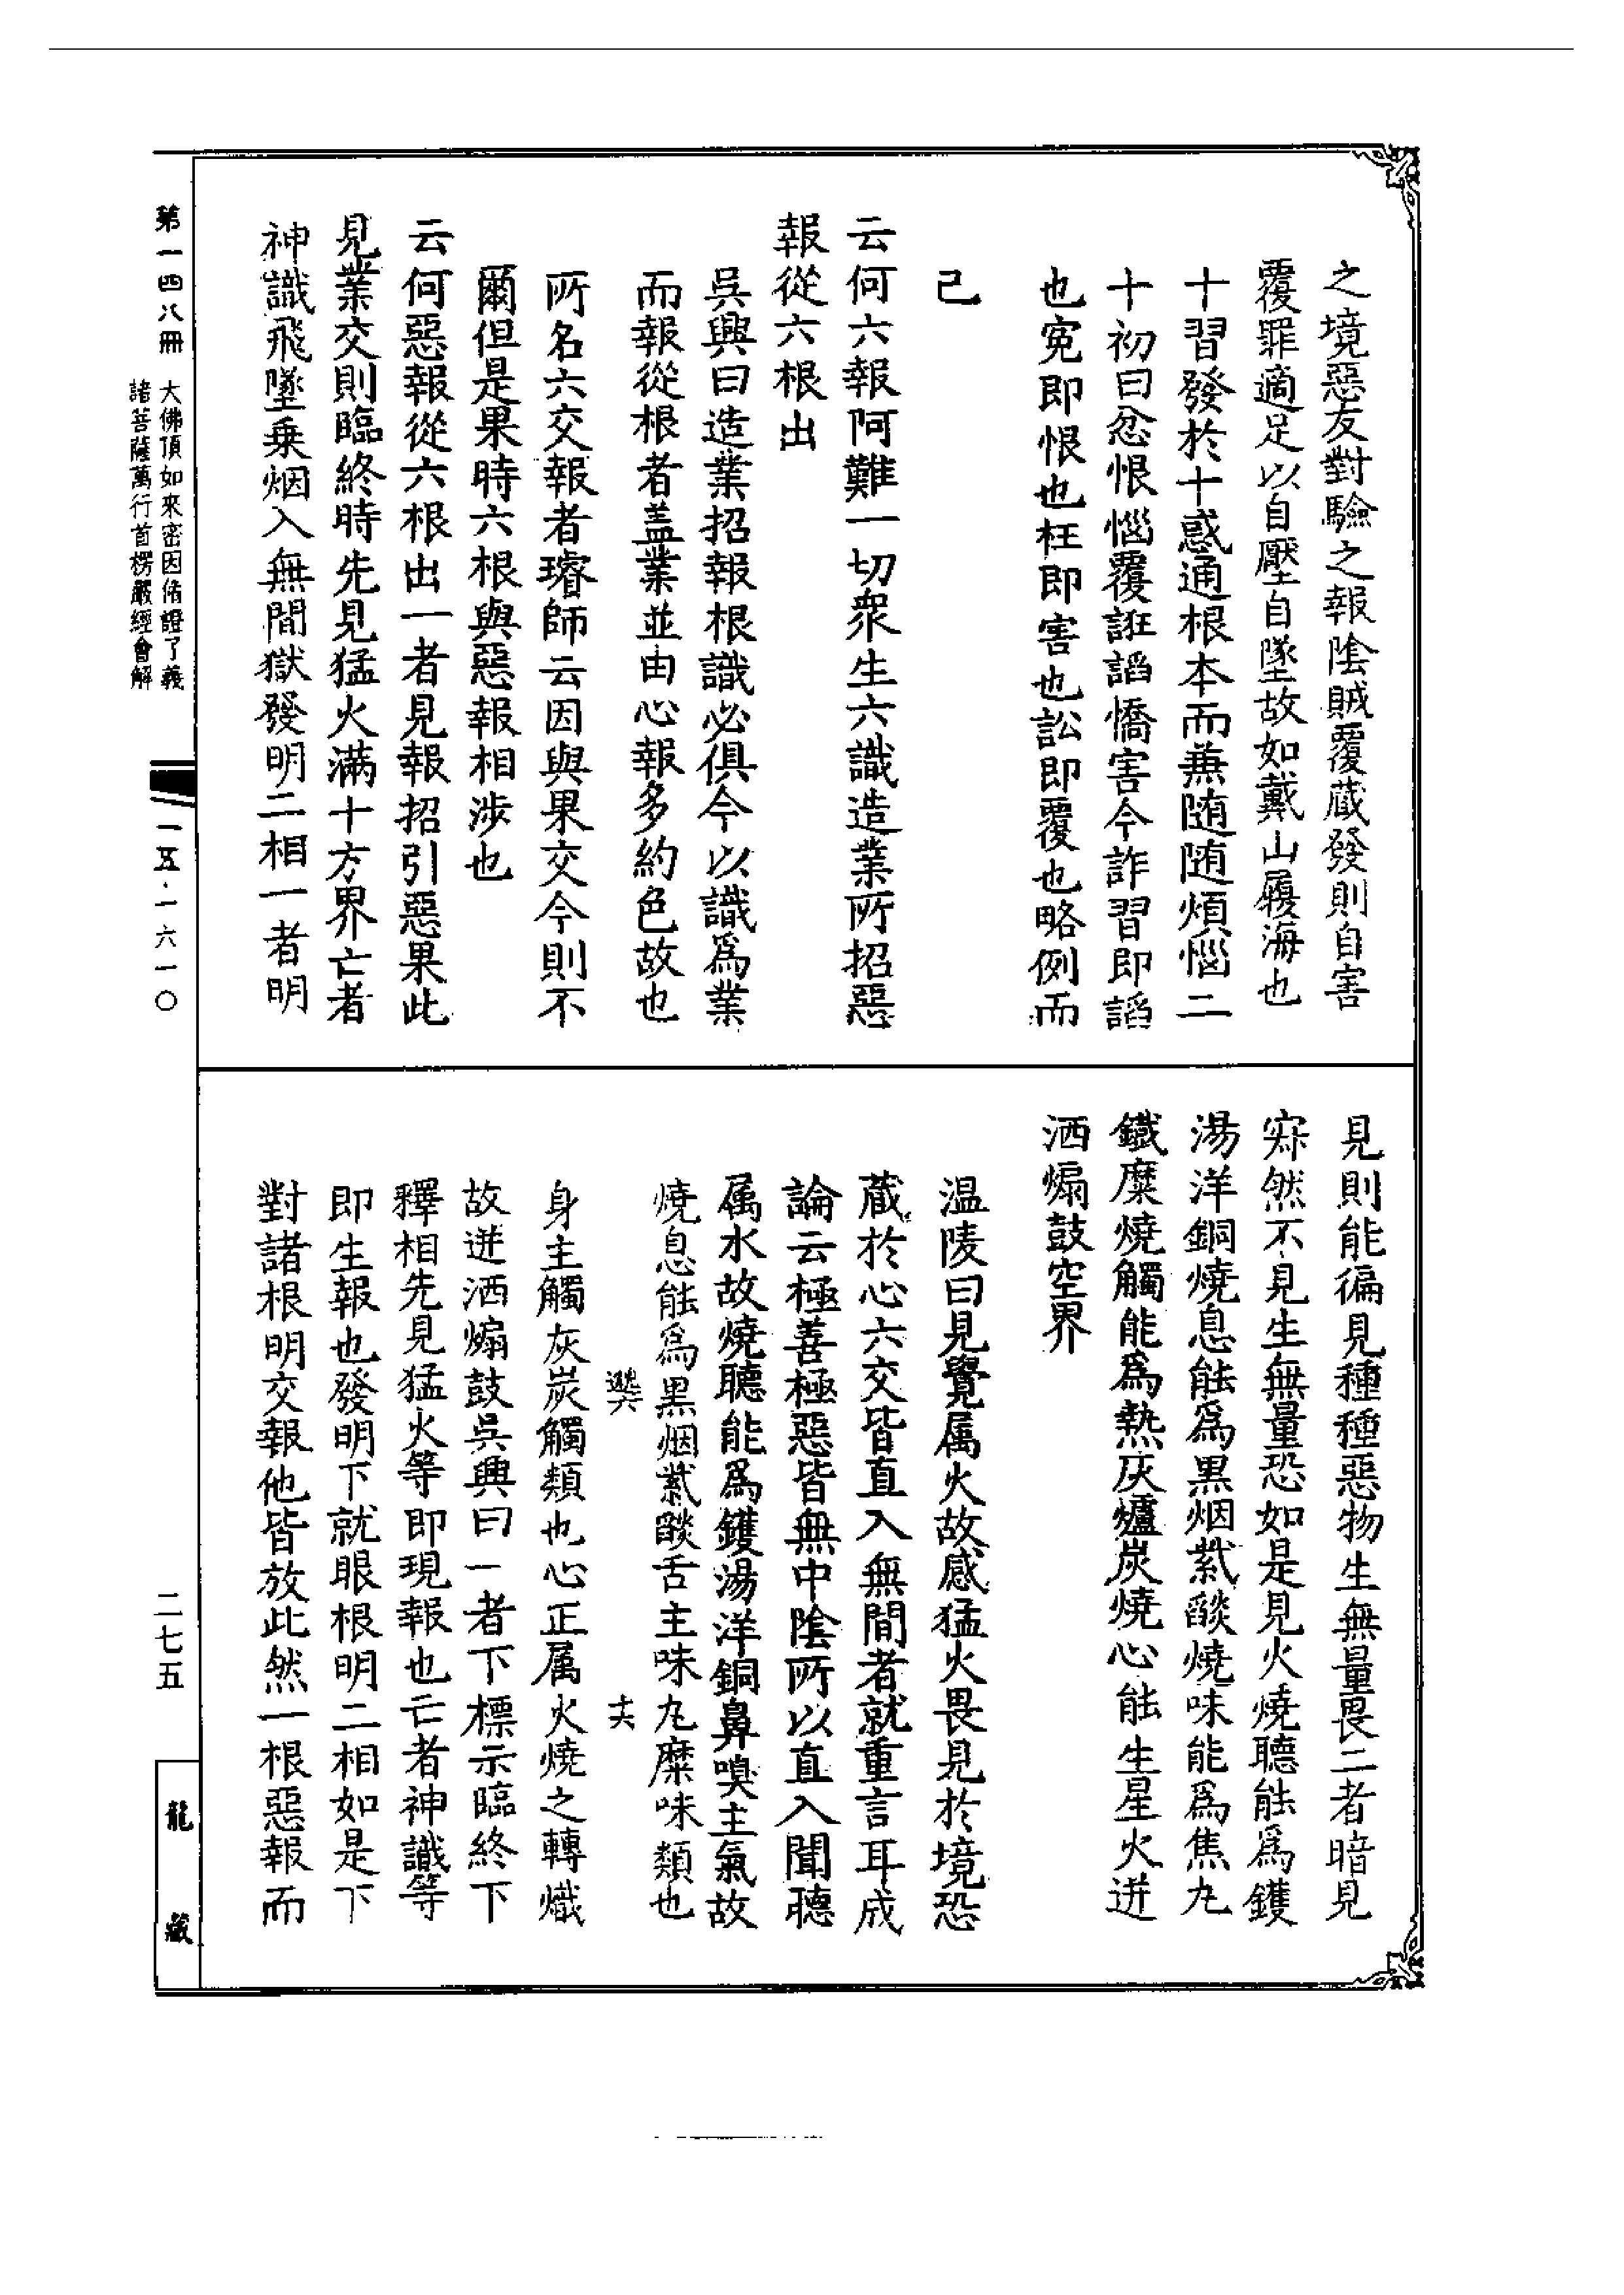 之境惡友對驗之報陰賊覆蔵發則自害
覆罪適足以自壓自墜故如戴山履海也
十習發於十惑通根本而兼随随煩惱二
十初曰忿恨惱覆誑謟憍害今詐習即謟
也寃即恨也枉即害也訟即覆也略例而
已
云何六報阿難一切衆生六識造業所招惡
報從六根出
吳興曰造業招報根識必俱今以識爲業
而報從根者盖業並由心報多約色故也
所名六交報者璿師云因與果交今則不
爾但是果時六根與惡報相涉也
云何惡報從六根出一者見報招引惡果此
見業交則臨終時先見猛火滿十方界亡者
神識飛墜乗烟入無間獄發明二相一者明
見則能徧見種種惡物生無量畏二者暗見
寂然不見生無量恐如是見火燒聽能爲鑊
湯洋銅燒息能爲黑烟紫燄燒味能爲焦丸
鐵糜燒觸能爲熱灰爐炭燒心能生星火迸
洒煽鼓空界
温陵曰見覺属火故感猛火畏見於境恐
蔵於心六交皆直入無間者就重言耳成
論云極善極惡皆無中陰所以直入聞聽
属水故燒聽能爲鑊湯洋銅鼻嗅主氣故
燒息能爲黑烟紫燄舌主味丸糜味類也
身主觸灰炭觸類也心正属火燒之轉熾
故迸洒煽鼓吳興曰一者下標示臨終下
釋相先見猛火等即現報也亡者神識等
即生報也發明下就眼根明二相如是下
對諸根明交報他皆放此然一根惡報而
第一四八冊
大佛頂如來密因脩證了義
諸菩薩萬行首楞嚴經會解
一五·一六一〇
二七五
龍藏